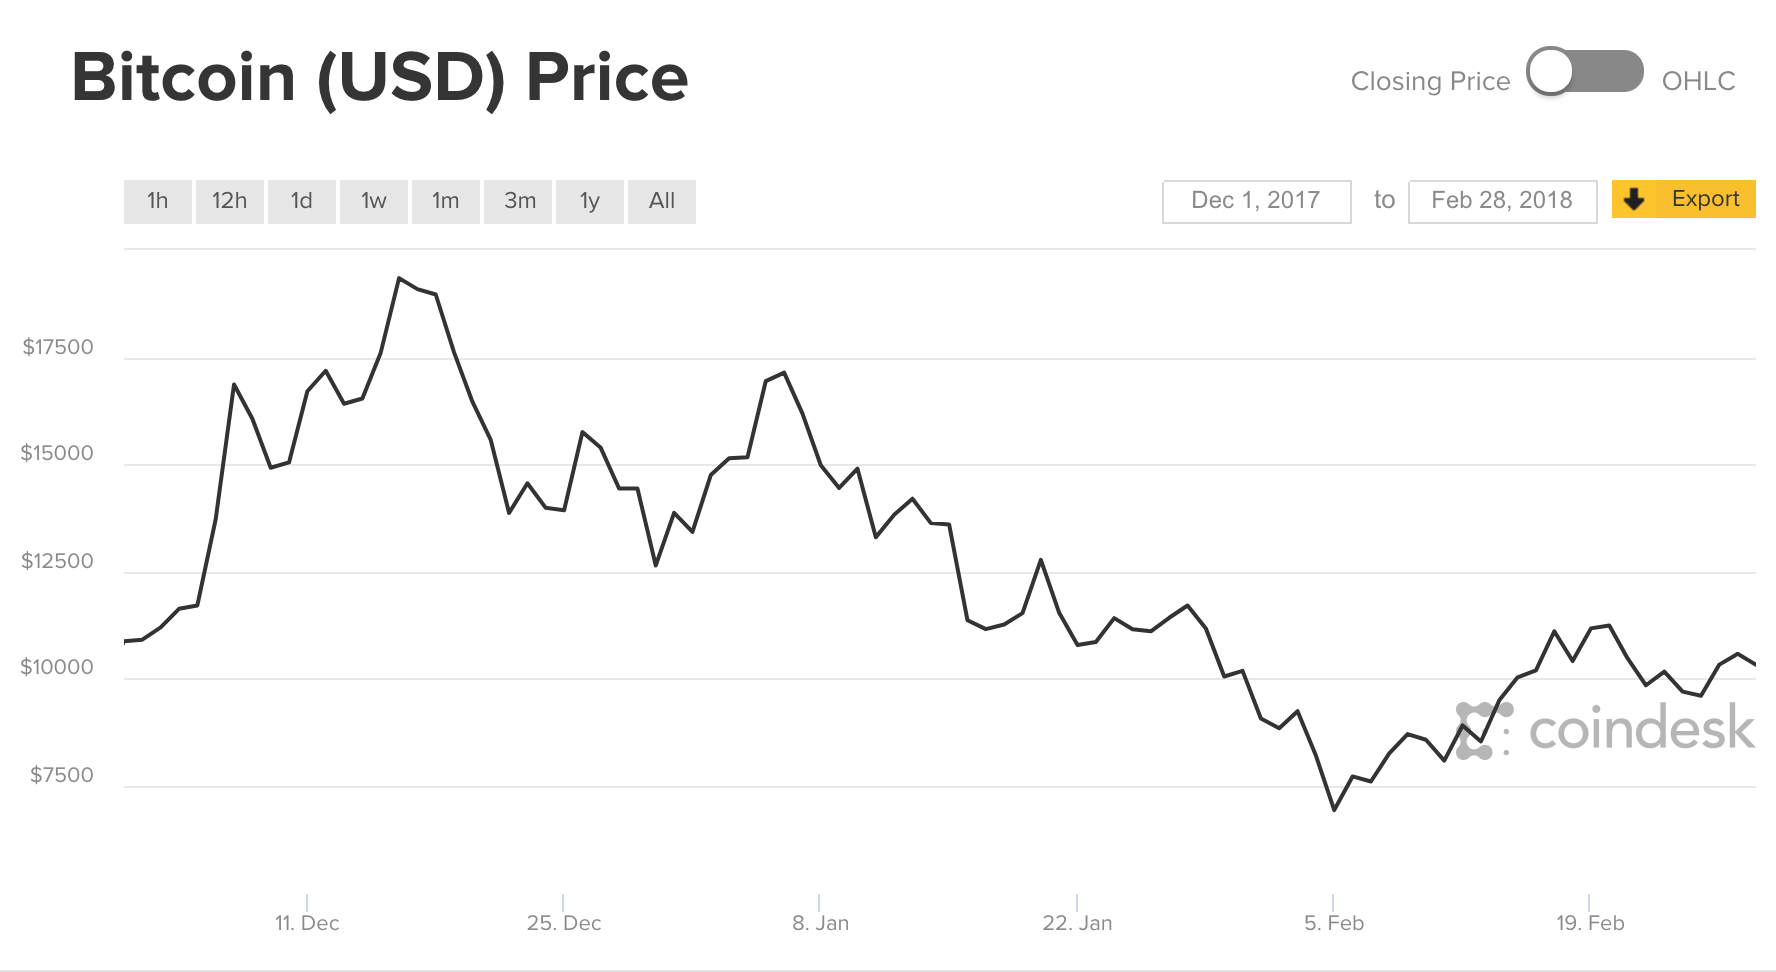 Bitcoin (USD) Price
Closing Price OHLC
1h 12h 1d 1w 1m 3m 1y All Dec 1, 2017 to Feb 28, 2018 Export
$17500
$15000
$12500
$10000
coindesk
$7500
11. Dec 25. Dec 8. Jan 22. Jan 5. Feb 19. Feb